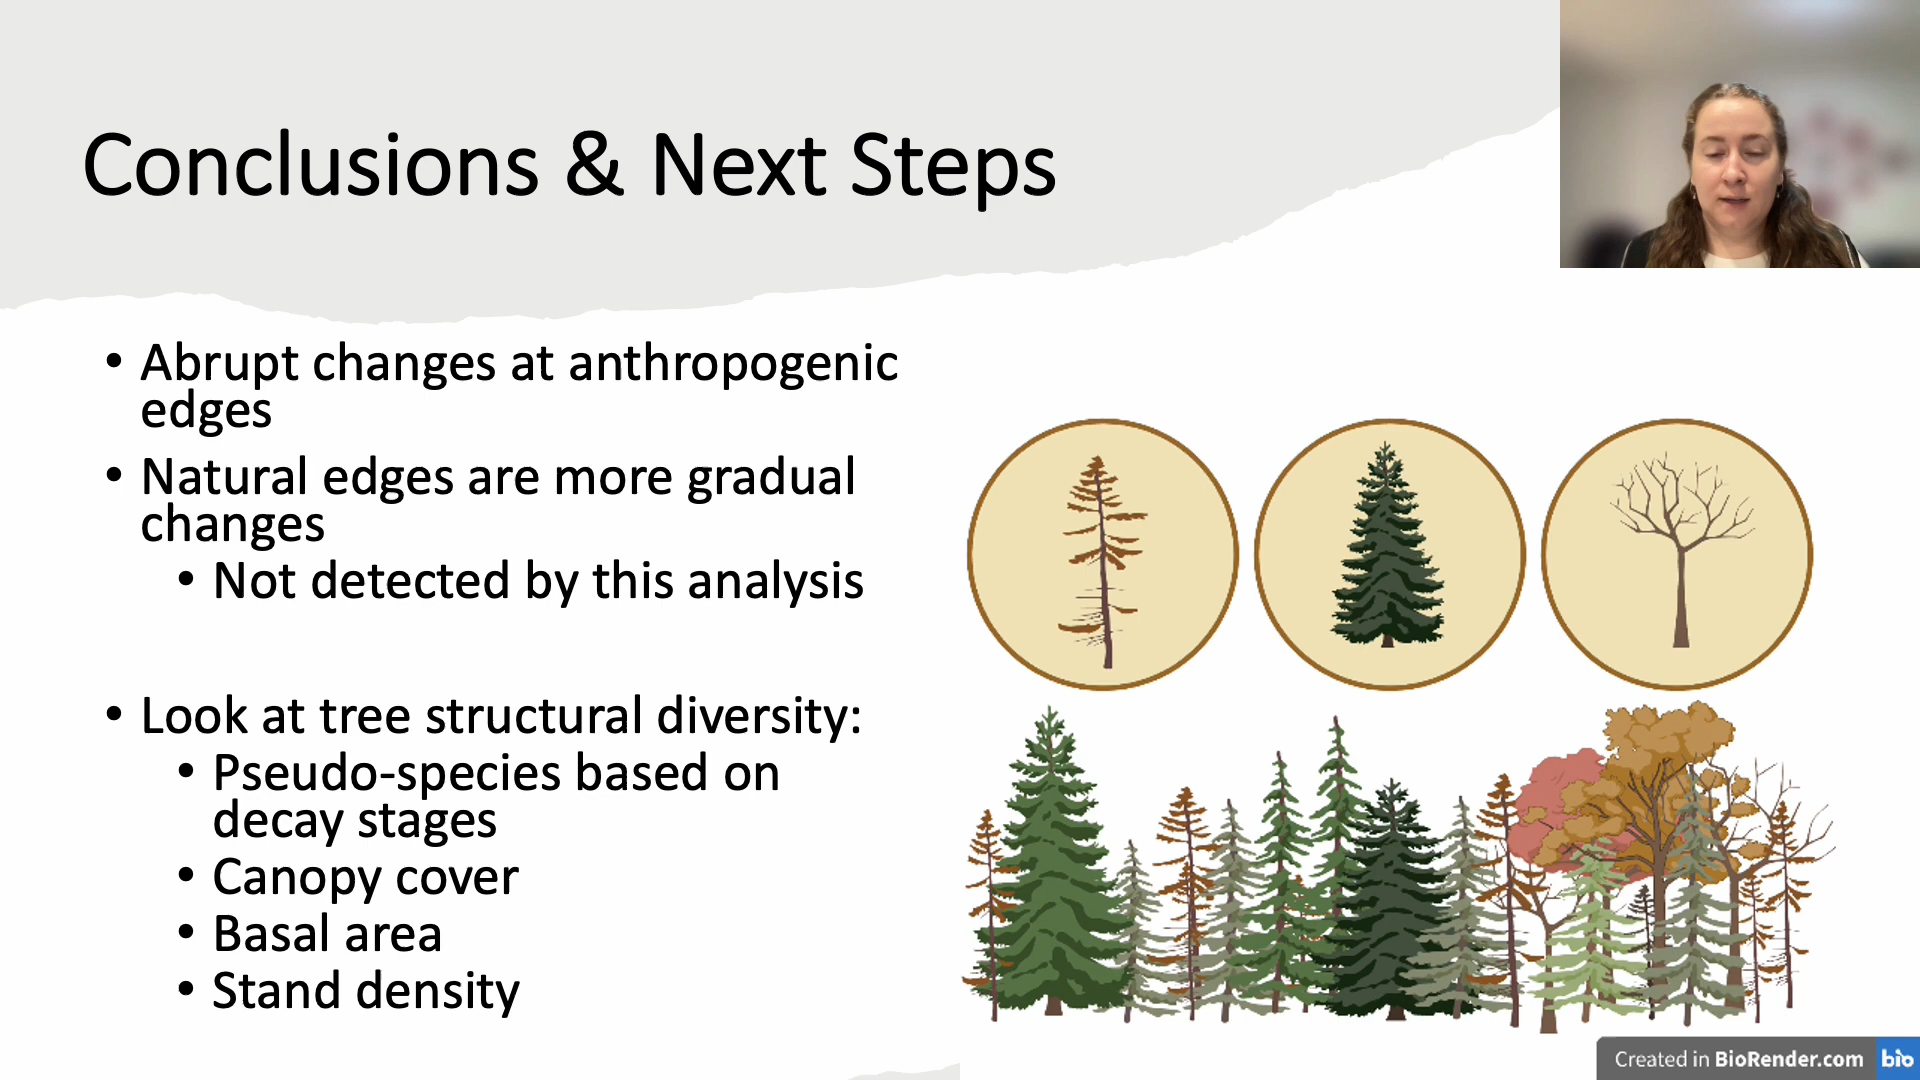 Conclusions & Next Steps
• Abrupt changes at anthropogenic
edges
• Natural edges are more gradual
changes
• Not detected by this analysis
• Look at tree structural diversity:
• Pseudo-species based on
decay stages
• Canopy cover
• Basal area
• Stand density
Created in BioRender.com bio